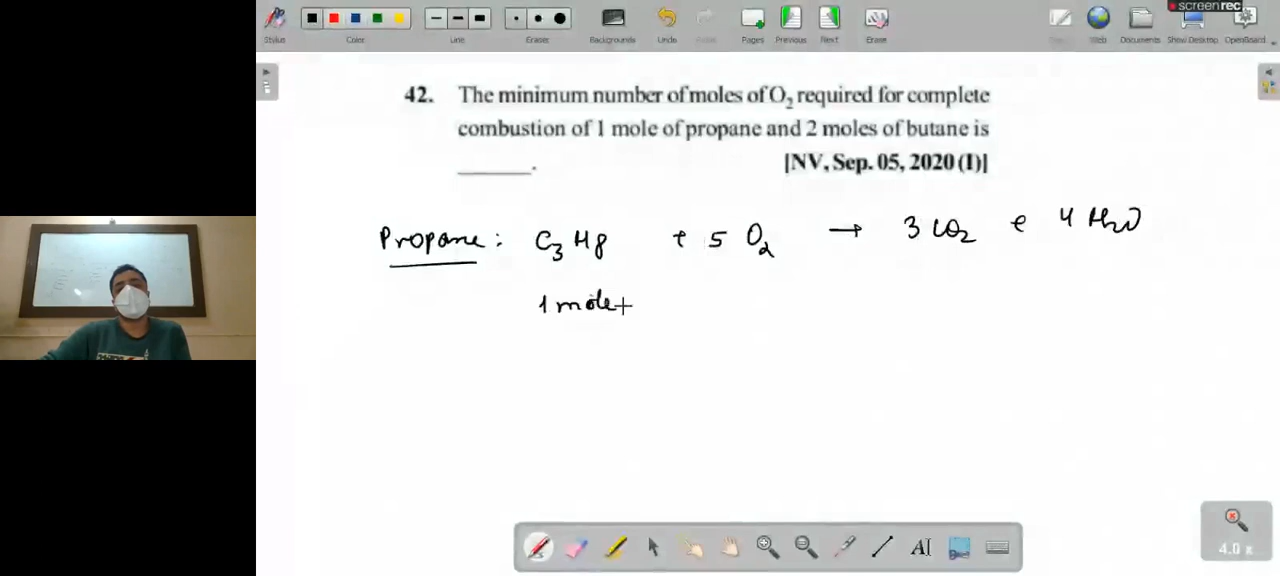 screenrec
Stylus Color Line Eraser Backgrounds Undo Pages Previous Next Erase Web Documents Show Desktop OpenBoard
42. The minimum number of moles of O₂ required for complete
combustion of 1 mole of propane and 2 moles of butane is
______.
[NV, Sep. 05, 2020 (I)]
Propane: C₃H8 + 5 O₂ → 3 CO₂ + 4 H₂O
1 mole+
AI
4.0 x